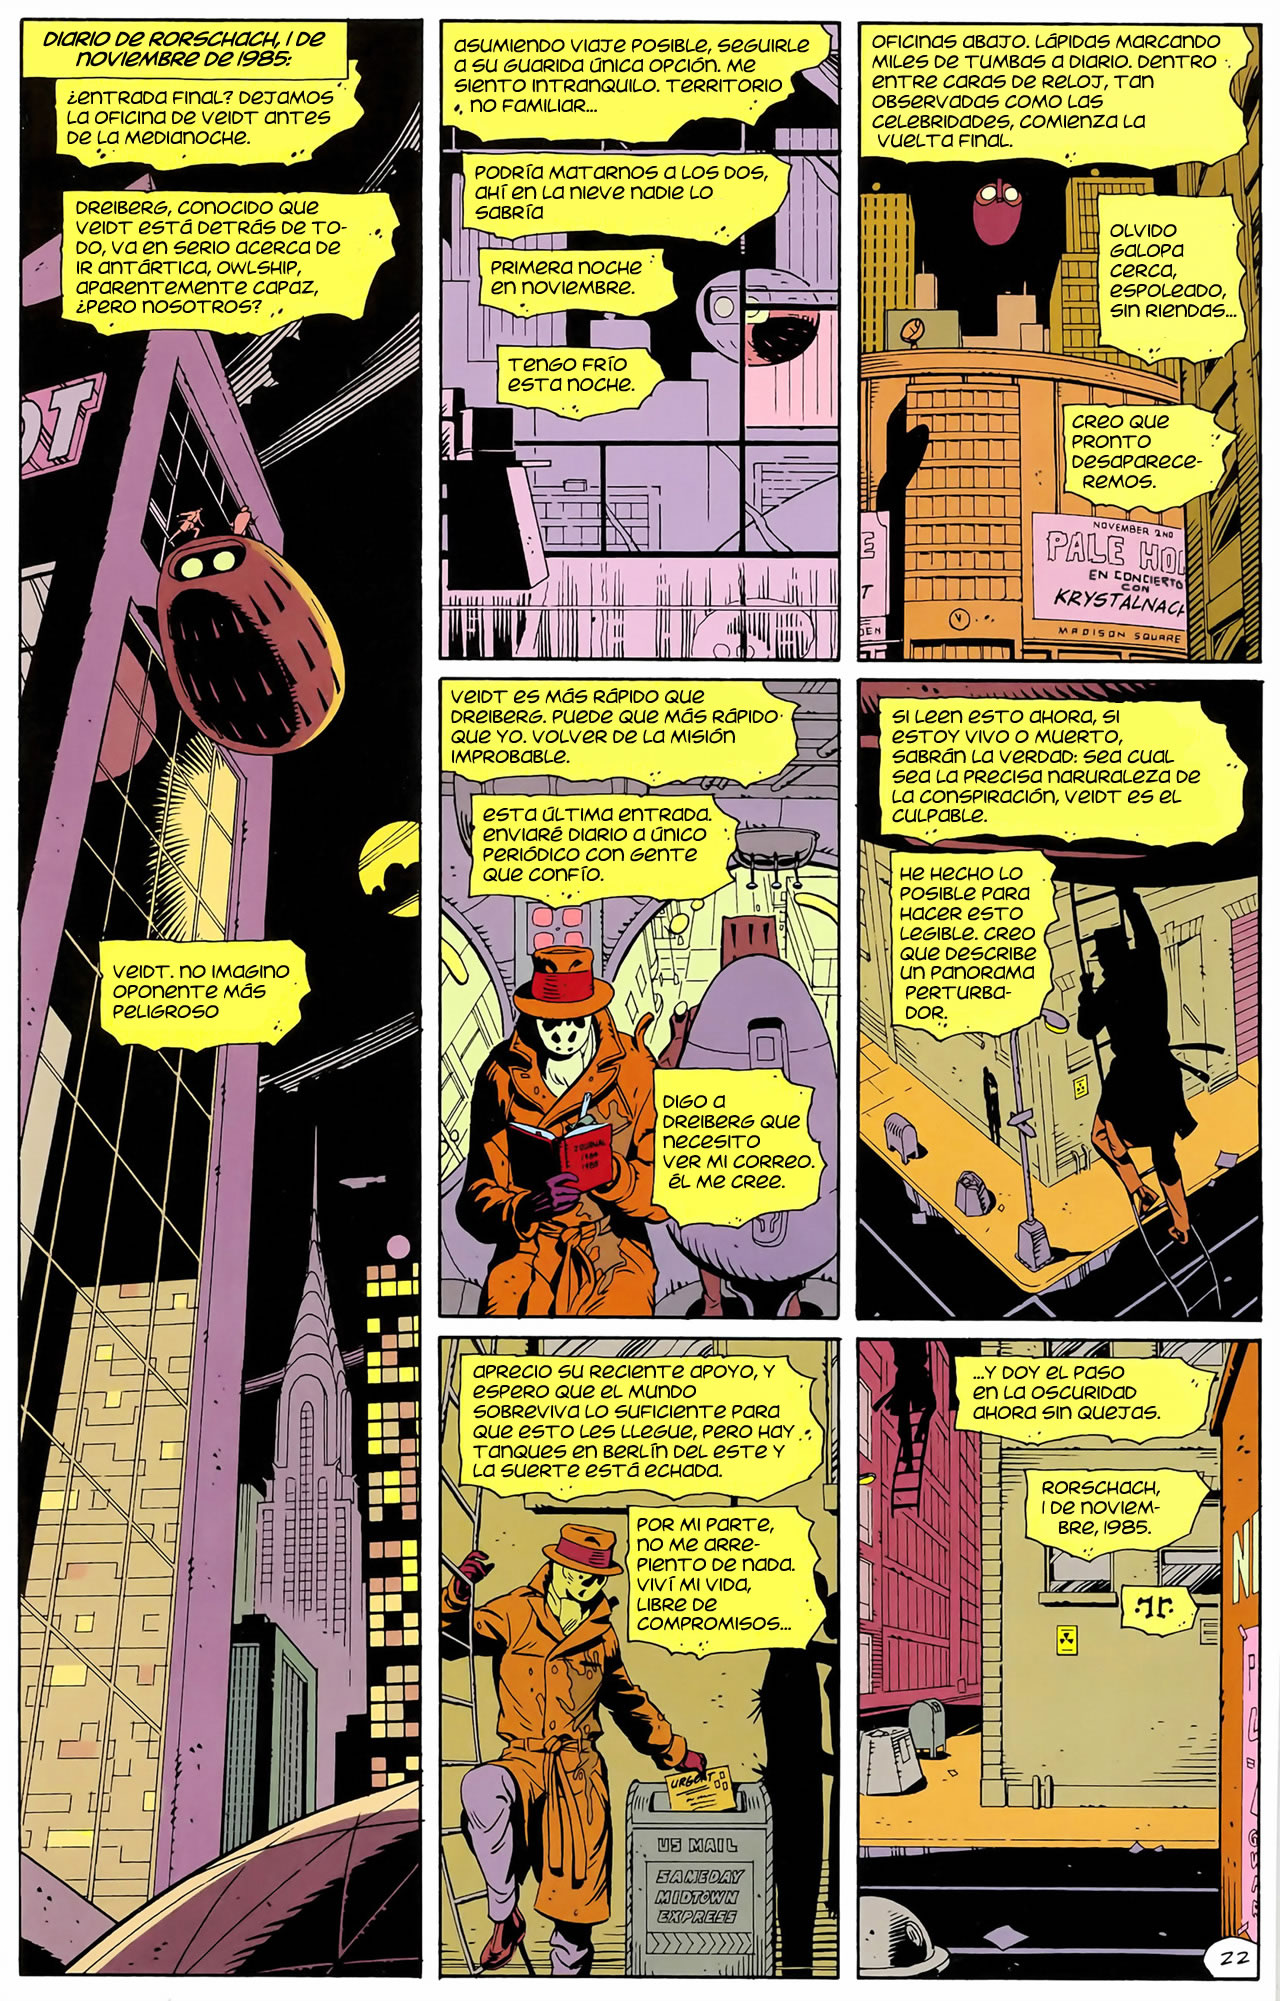 DIARIO DE RORSCHACH, 1 DE
NOVIEMBRE DE 1985:
¿ENTRADA FINAL? DEJAMOS
LA OFICINA DE VEIDT ANTES
DE LA MEDIANOCHE.
DREIBERG, CONOCIDO QUE
VEIDT ESTÁ DETRÁS DE TO-
DO, VA EN SERIO ACERCA DE
IR ANTÁRTICA, OWLSHIP,
APARENTEMENTE CAPAZ,
¿PERO NOSOTROS?
OT
VEIDT. NO IMAGINO
OPONENTE MÁS
PELIGROSO
ASUMIENDO VIAJE POSIBLE, SEGUIRLE
A SU GUARIDA ÚNICA OPCIÓN. ME
SIENTO INTRANQUILO. TERRITORIO
NO FAMILIAR...
PODRÍA MATARNOS A LOS DOS,
AHÍ EN LA NIEVE NADIE LO
SABRÍA
PRIMERA NOCHE
EN NOVIEMBRE.
TENGO FRÍO
ESTA NOCHE.
OFICINAS ABAJO. LÁPIDAS MARCANDO
MILES DE TUMBAS A DIARIO. DENTRO
ENTRE CARAS DE RELOJ, TAN
OBSERVADAS COMO LAS
CELEBRIDADES, COMIENZA LA
VUELTA FINAL.
OLVIDO
GALOPA
CERCA,
ESPOLEADO,
SIN RIENDAS...
CREO QUE
PRONTO
DESAPARECE-
REMOS.
E
T
DEN
V
NOVEMBER 2ND
PALE HO
EN CONCIERTO
CON
KRYSTALNACH
MADISON SQUARE
VEIDT ES MÁS RÁPIDO QUE
DREIBERG. PUEDE QUE MÁS RÁPIDO
QUE YO. VOLVER DE LA MISIÓN
IMPROBABLE.
ESTA ÚLTIMA ENTRADA.
ENVIARÉ DIARIO A ÚNICO
PERIÓDICO CON GENTE
QUE CONFÍO.
JOURNAL
1984
1985
DIGO A
DREIBERG QUE
NECESITO
VER MI CORREO.
ÉL ME CREE.
SI LEEN ESTO AHORA, SI
ESTOY VIVO O MUERTO,
SABRÁN LA VERDAD: SEA CUAL
SEA LA PRECISA NARURALEZA DE
LA CONSPIRACIÓN, VEIDT ES EL
CULPABLE.
HE HECHO LO
POSIBLE PARA
HACER ESTO
LEGIBLE. CREO
QUE DESCRIBE
UN PANORAMA
PERTURBA-
DOR.
APRECIO SU RECIENTE APOYO, Y
ESPERO QUE EL MUNDO
SOBREVIVA LO SUFICIENTE PARA
QUE ESTO LES LLEGUE, PERO HAY
TANQUES EN BERLÍN DEL ESTE Y
LA SUERTE ESTÁ ECHADA.
POR MI PARTE,
NO ME ARRE-
PIENTO DE NADA.
VIVÍ MI VIDA,
LIBRE DE
COMPROMISOS...
URGENT
US MAIL
SAMEDAY
MIDTOWN
EXPRESS
...Y DOY EL PASO
EN LA OSCURIDAD
AHORA SIN QUEJAS.
RORSCHACH,
1 DE NOVIEM-
BRE, 1985.
N
22